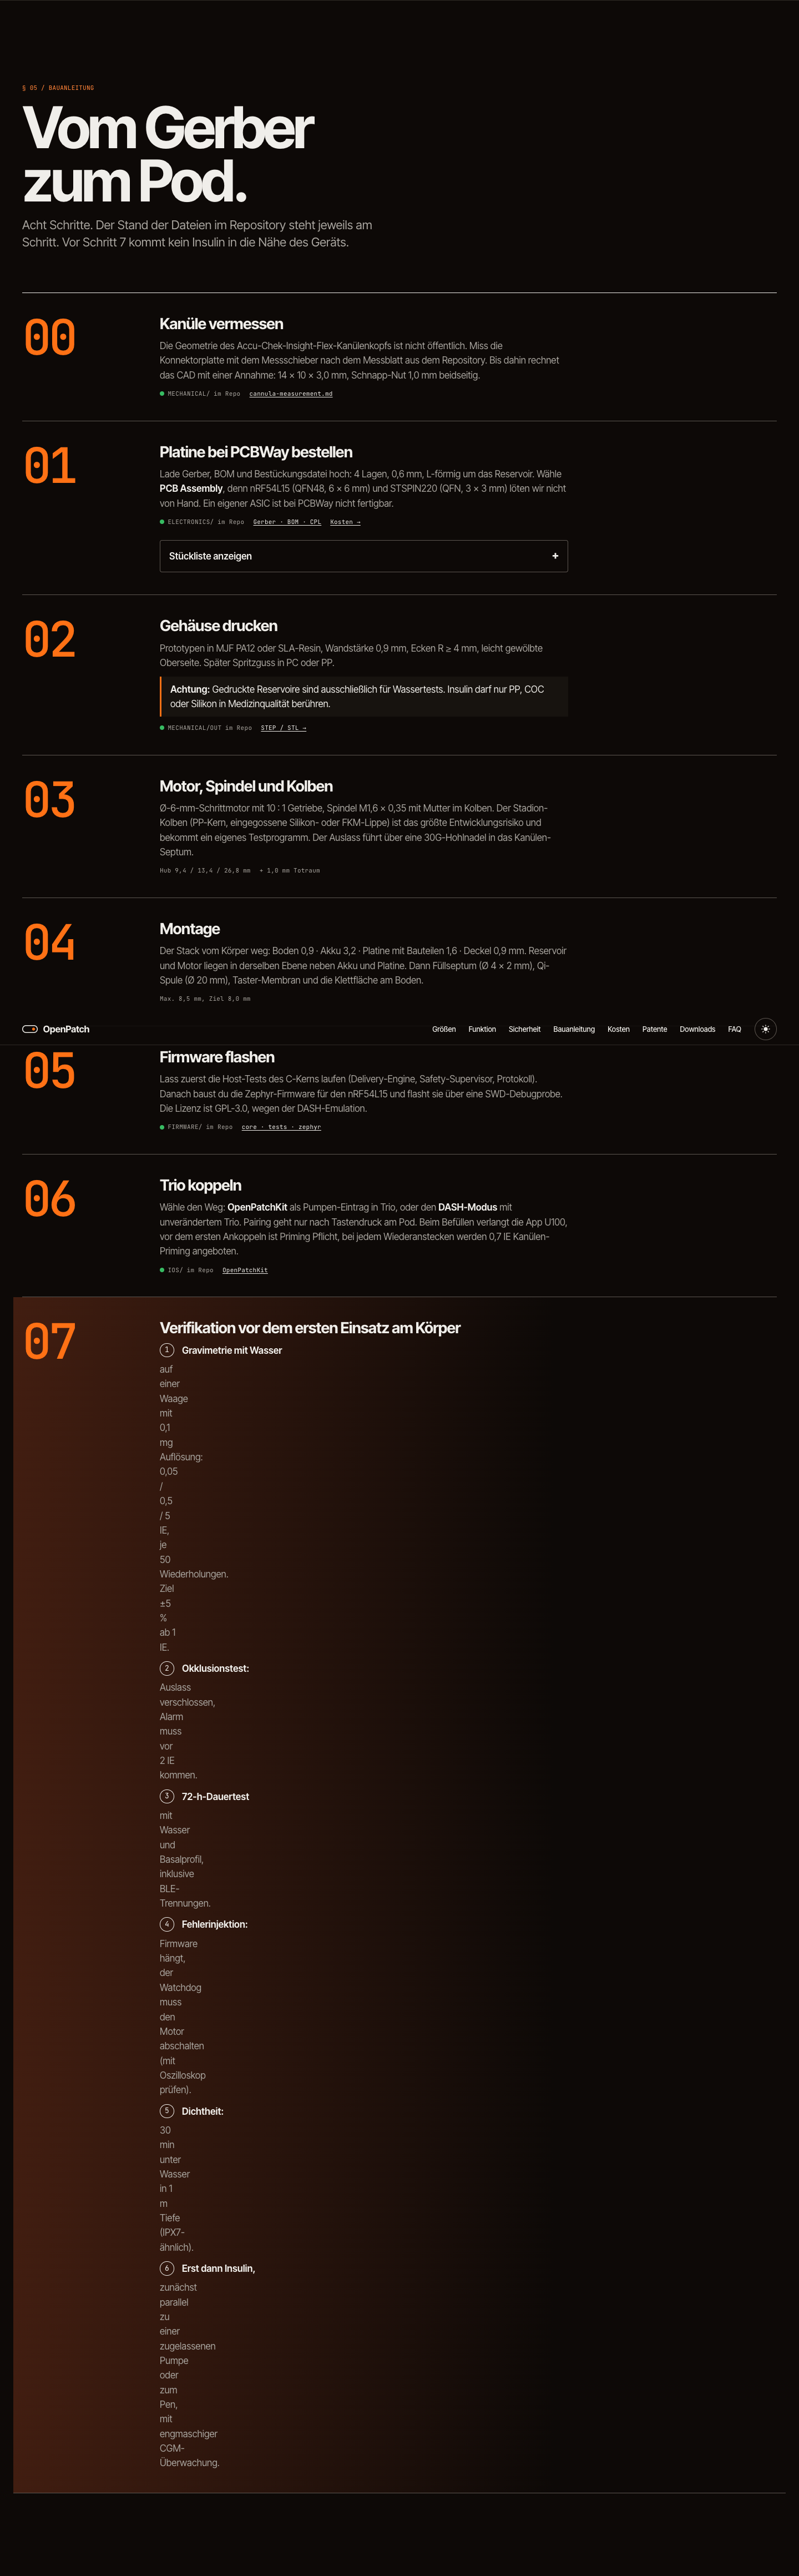 § 05 / BAUANLEITUNG
Vom Gerber
zum Pod.
Acht Schritte. Der Stand der Dateien im Repository steht jeweils am
Schritt. Vor Schritt 7 kommt kein Insulin in die Nähe des Geräts.
00
Kanüle vermessen
Die Geometrie des Accu-Chek-Insight-Flex-Kanülenkopfs ist nicht öffentlich. Miss die
Konnektorplatte mit dem Messschieber nach dem Messblatt aus dem Repository. Bis dahin rechnet
das CAD mit einer Annahme: 14 × 10 × 3,0 mm, Schnapp-Nut 1,0 mm beidseitig.
MECHANICAL/ im Repo cannula-measurement.md
01
Platine bei PCBWay bestellen
Lade Gerber, BOM und Bestückungsdatei hoch: 4 Lagen, 0,6 mm, L-förmig um das Reservoir. Wähle
PCB Assembly, denn nRF54L15 (QFN48, 6 × 6 mm) und STSPIN220 (QFN, 3 × 3 mm) löten wir nicht
von Hand. Ein eigener ASIC ist bei PCBWay nicht fertigbar.
ELECTRONICS/ im Repo Gerber · BOM · CPL Kosten →
Stückliste anzeigen +
02
Gehäuse drucken
Prototypen in MJF PA12 oder SLA-Resin, Wandstärke 0,9 mm, Ecken R ≥ 4 mm, leicht gewölbte
Oberseite. Später Spritzguss in PC oder PP.
Achtung: Gedruckte Reservoire sind ausschließlich für Wassertests. Insulin darf nur PP, COC
oder Silikon in Medizinqualität berühren.
MECHANICAL/OUT im Repo STEP / STL →
03
Motor, Spindel und Kolben
Ø-6-mm-Schrittmotor mit 10 : 1 Getriebe, Spindel M1,6 × 0,35 mit Mutter im Kolben. Der Stadion-
Kolben (PP-Kern, eingegossene Silikon- oder FKM-Lippe) ist das größte Entwicklungsrisiko und
bekommt ein eigenes Testprogramm. Der Auslass führt über eine 30G-Hohlnadel in das Kanülen-
Septum.
Hub 9,4 / 13,4 / 26,8 mm + 1,0 mm Totraum
04
Montage
Der Stack vom Körper weg: Boden 0,9 · Akku 3,2 · Platine mit Bauteilen 1,6 · Deckel 0,9 mm. Reservoir
und Motor liegen in derselben Ebene neben Akku und Platine. Dann Füllseptum (Ø 4 × 2 mm), Qi-
Spule (Ø 20 mm), Taster-Membran und die Klettfläche am Boden.
Max. 8,5 mm, Ziel 8,0 mm
OpenPatch Größen Funktion Sicherheit Bauanleitung Kosten Patente Downloads FAQ
05
Firmware flashen
Lass zuerst die Host-Tests des C-Kerns laufen (Delivery-Engine, Safety-Supervisor, Protokoll).
Danach baust du die Zephyr-Firmware für den nRF54L15 und flasht sie über eine SWD-Debugprobe.
Die Lizenz ist GPL-3.0, wegen der DASH-Emulation.
FIRMWARE/ im Repo core · tests · zephyr
06
Trio koppeln
Wähle den Weg: OpenPatchKit als Pumpen-Eintrag in Trio, oder den DASH-Modus mit
unverändertem Trio. Pairing geht nur nach Tastendruck am Pod. Beim Befüllen verlangt die App U100,
vor dem ersten Ankoppeln ist Priming Pflicht, bei jedem Wiederanstecken werden 0,7 IE Kanülen-
Priming angeboten.
IOS/ im Repo OpenPatchKit
07
Verifikation vor dem ersten Einsatz am Körper
1 Gravimetrie mit Wasser
auf
einer
Waage
mit
0,1
mg
Auflösung:
0,05
/
0,5
/ 5
IE,
je
50
Wiederholungen.
Ziel
±5
%
ab 1
IE.
2 Okklusionstest:
Auslass
verschlossen,
Alarm
muss
vor
2 IE
kommen.
3 72-h-Dauertest
mit
Wasser
und
Basalprofil,
inklusive
BLE-
Trennungen.
4 Fehlerinjektion:
Firmware
hängt,
der
Watchdog
muss
den
Motor
abschalten
(mit
Oszilloskop
prüfen).
5 Dichtheit:
30
min
unter
Wasser
in 1
m
Tiefe
(IPX7-
ähnlich).
6 Erst dann Insulin,
zunächst
parallel
zu
einer
zugelassenen
Pumpe
oder
zum
Pen,
mit
engmaschiger
CGM-
Überwachung.